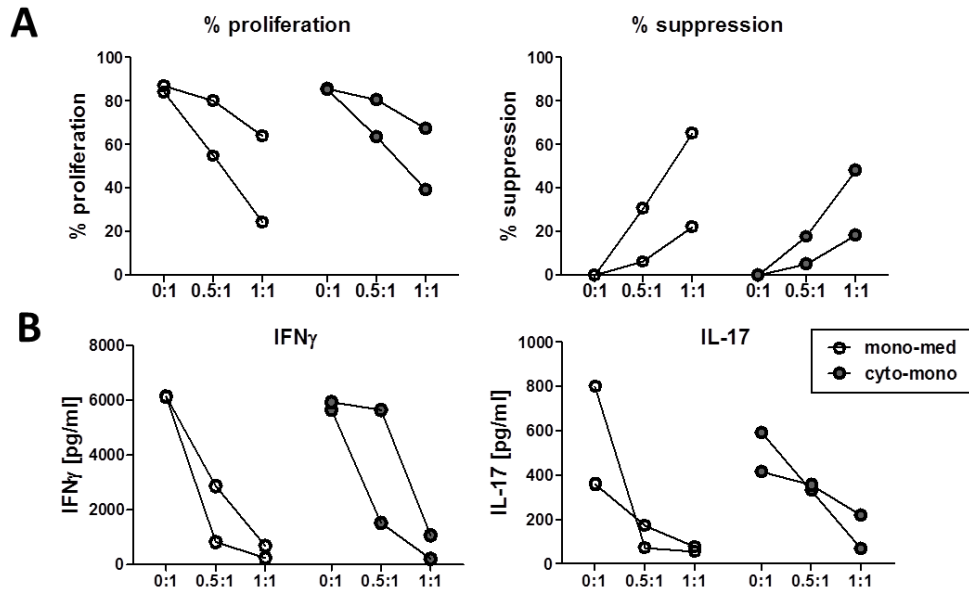 A
% proliferation
% suppression
% proliferation
100
80
60
40
20
0
0:1 0.5:1 1:1 0:1 0.5:1 1:1
% suppression
100
80
60
40
20
0
0:1 0.5:1 1:1 0:1 0.5:1 1:1
B
IFNγ
IL-17
mono-med
cyto-mono
IFNγ [pg/ml]
8000
6000
4000
2000
0
0:1 0.5:1 1:1 0:1 0.5:1 1:1
IL-17 [pg/ml]
1000
800
600
400
200
0
0:1 0.5:1 1:1 0:1 0.5:1 1:1